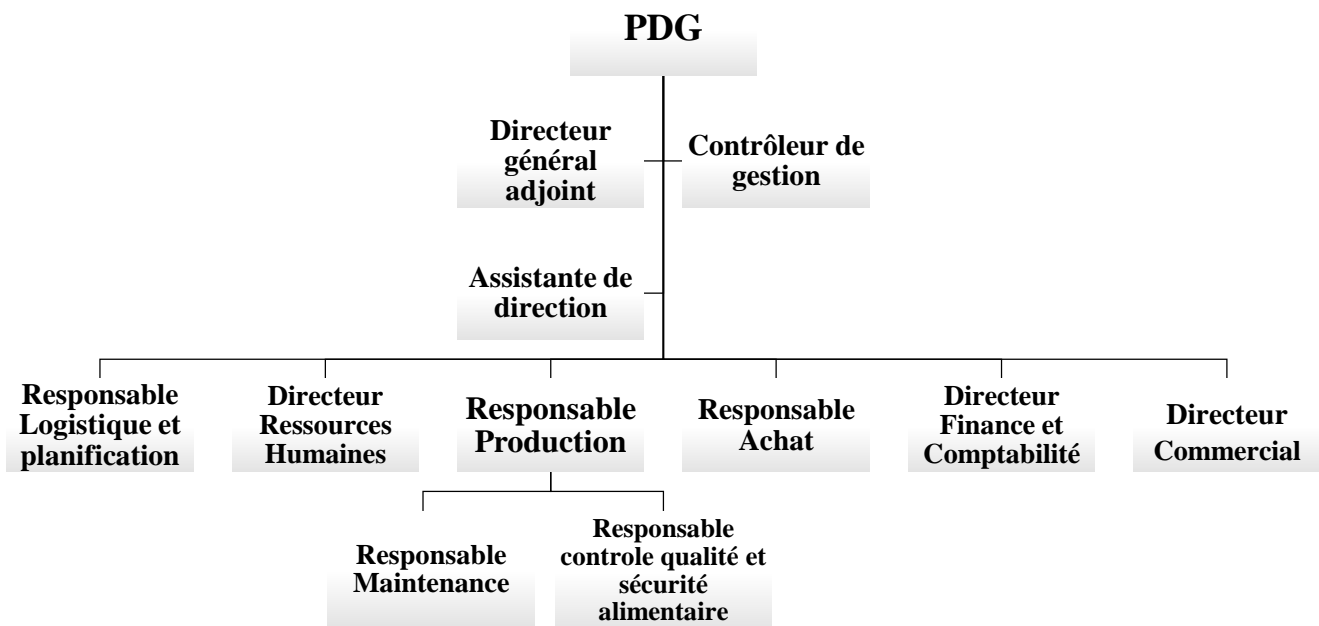 PDG
Directeur
général
adjoint
Contrôleur de
gestion
Assistante de
direction
Responsable
Logistique et
planification
Directeur
Ressources
Humaines
Responsable
Production
Responsable
Achat
Directeur
Finance et
Comptabilité
Directeur
Commercial
Responsable
Maintenance
Responsable
controle qualité et
sécurité
alimentaire